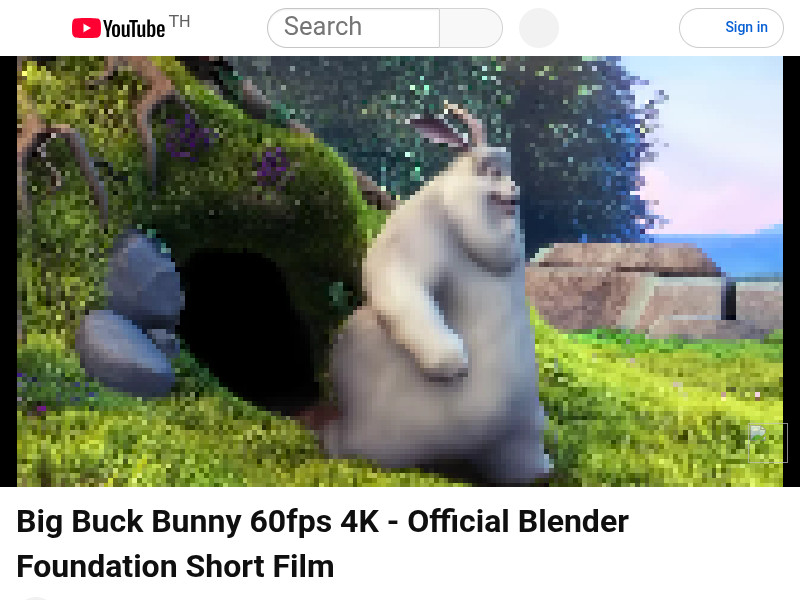 YouTube TH
Search
Sign in
Big Buck Bunny 60fps 4K - Official Blender
Foundation Short Film